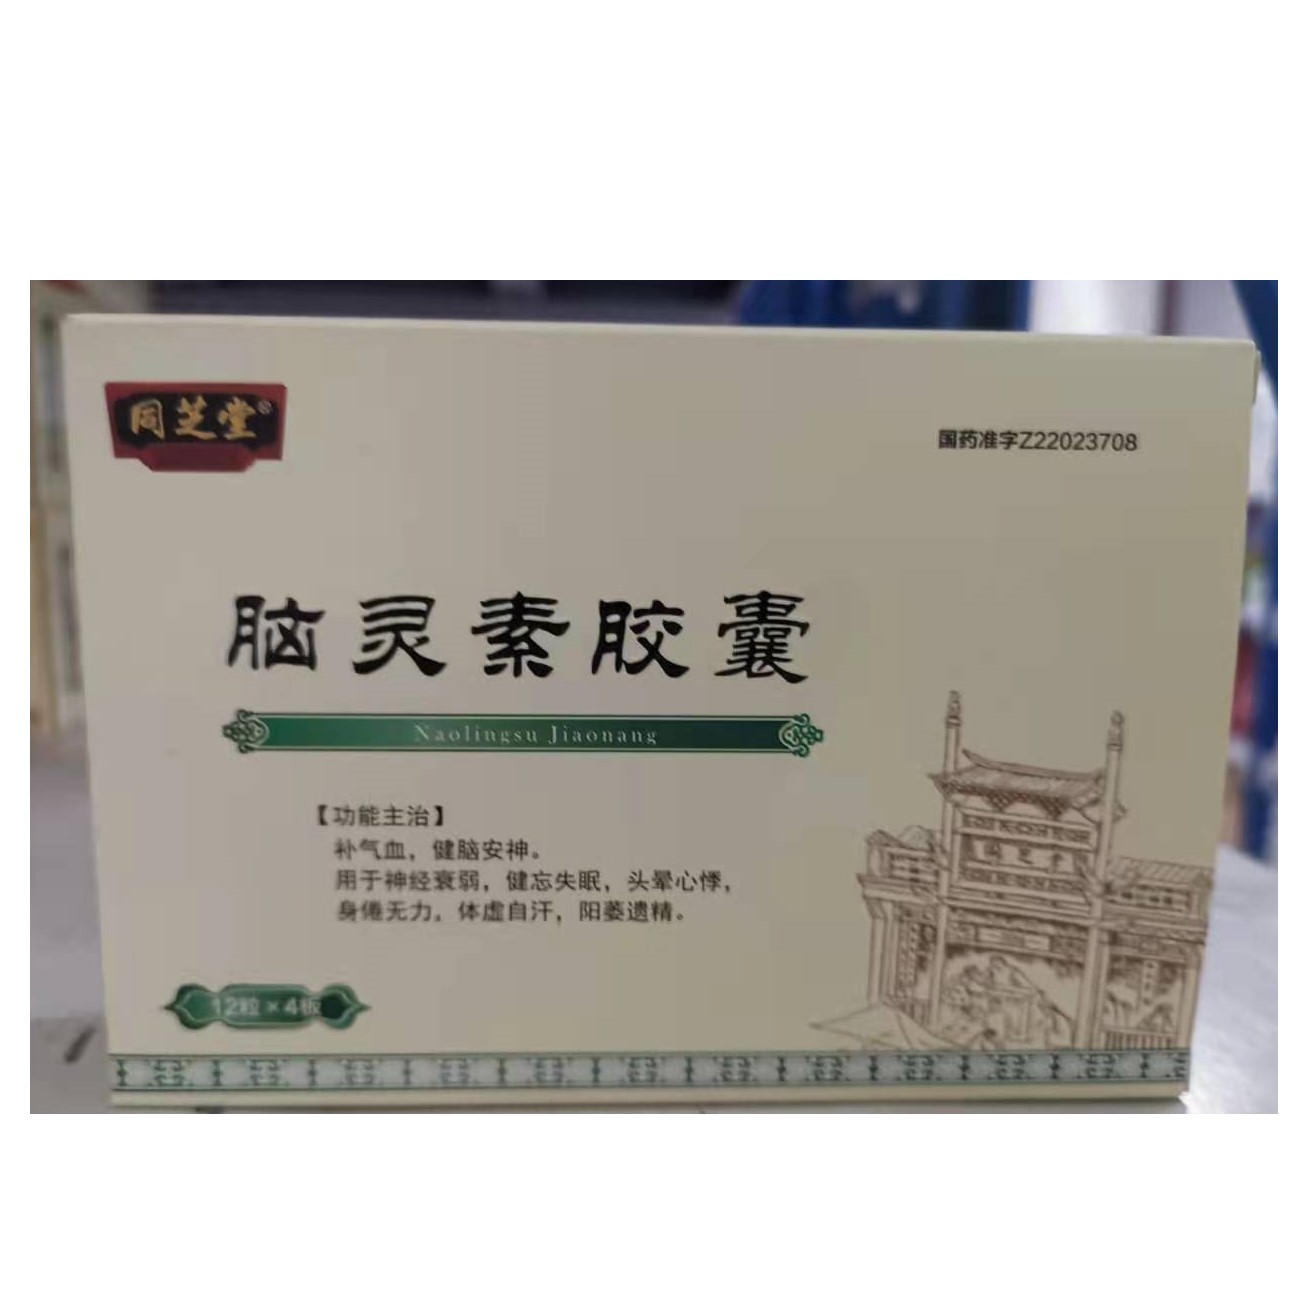 同芝堂®
国药准字Z22023708
脑灵素胶囊
Naolingsu Jiaonang
【功能主治】
补气血，健脑安神。
用于神经衰弱，健忘失眠，头晕心悸，
身倦无力，体虚自汗，阳萎遗精。
12粒×4板
同芝堂